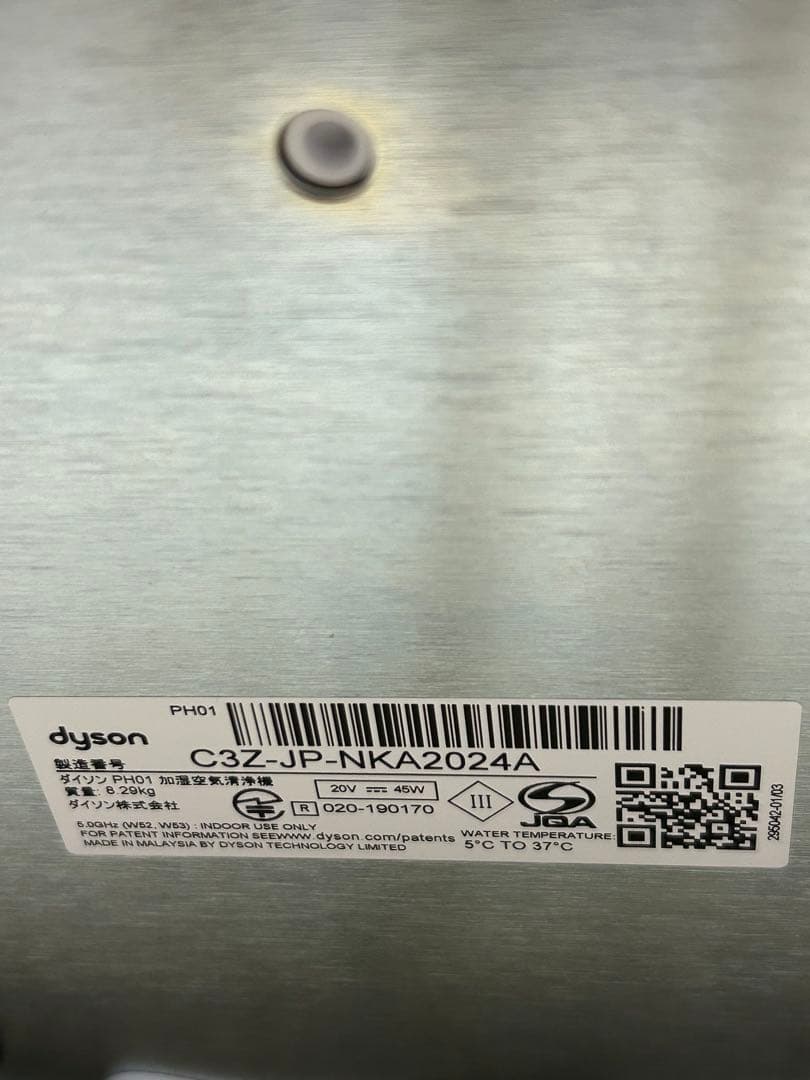 PH01
dyson
製造番号
C3Z-JP-NKA2024A
ダイソン PH01 加湿空気清浄機
質量: 8.29kg
ダイソン株式会社
20V ⎓ 45W
R 020-190170
III
JQA
5.0GHz (W52, W53) : INDOOR USE ONLY
FOR PATENT INFORMATION SEEWWW.dyson.com/patents
MADE IN MALAYSIA BY DYSON TECHNOLOGY LIMITED
WATER TEMPERATURE:
5°C TO 37°C
295042-01/03